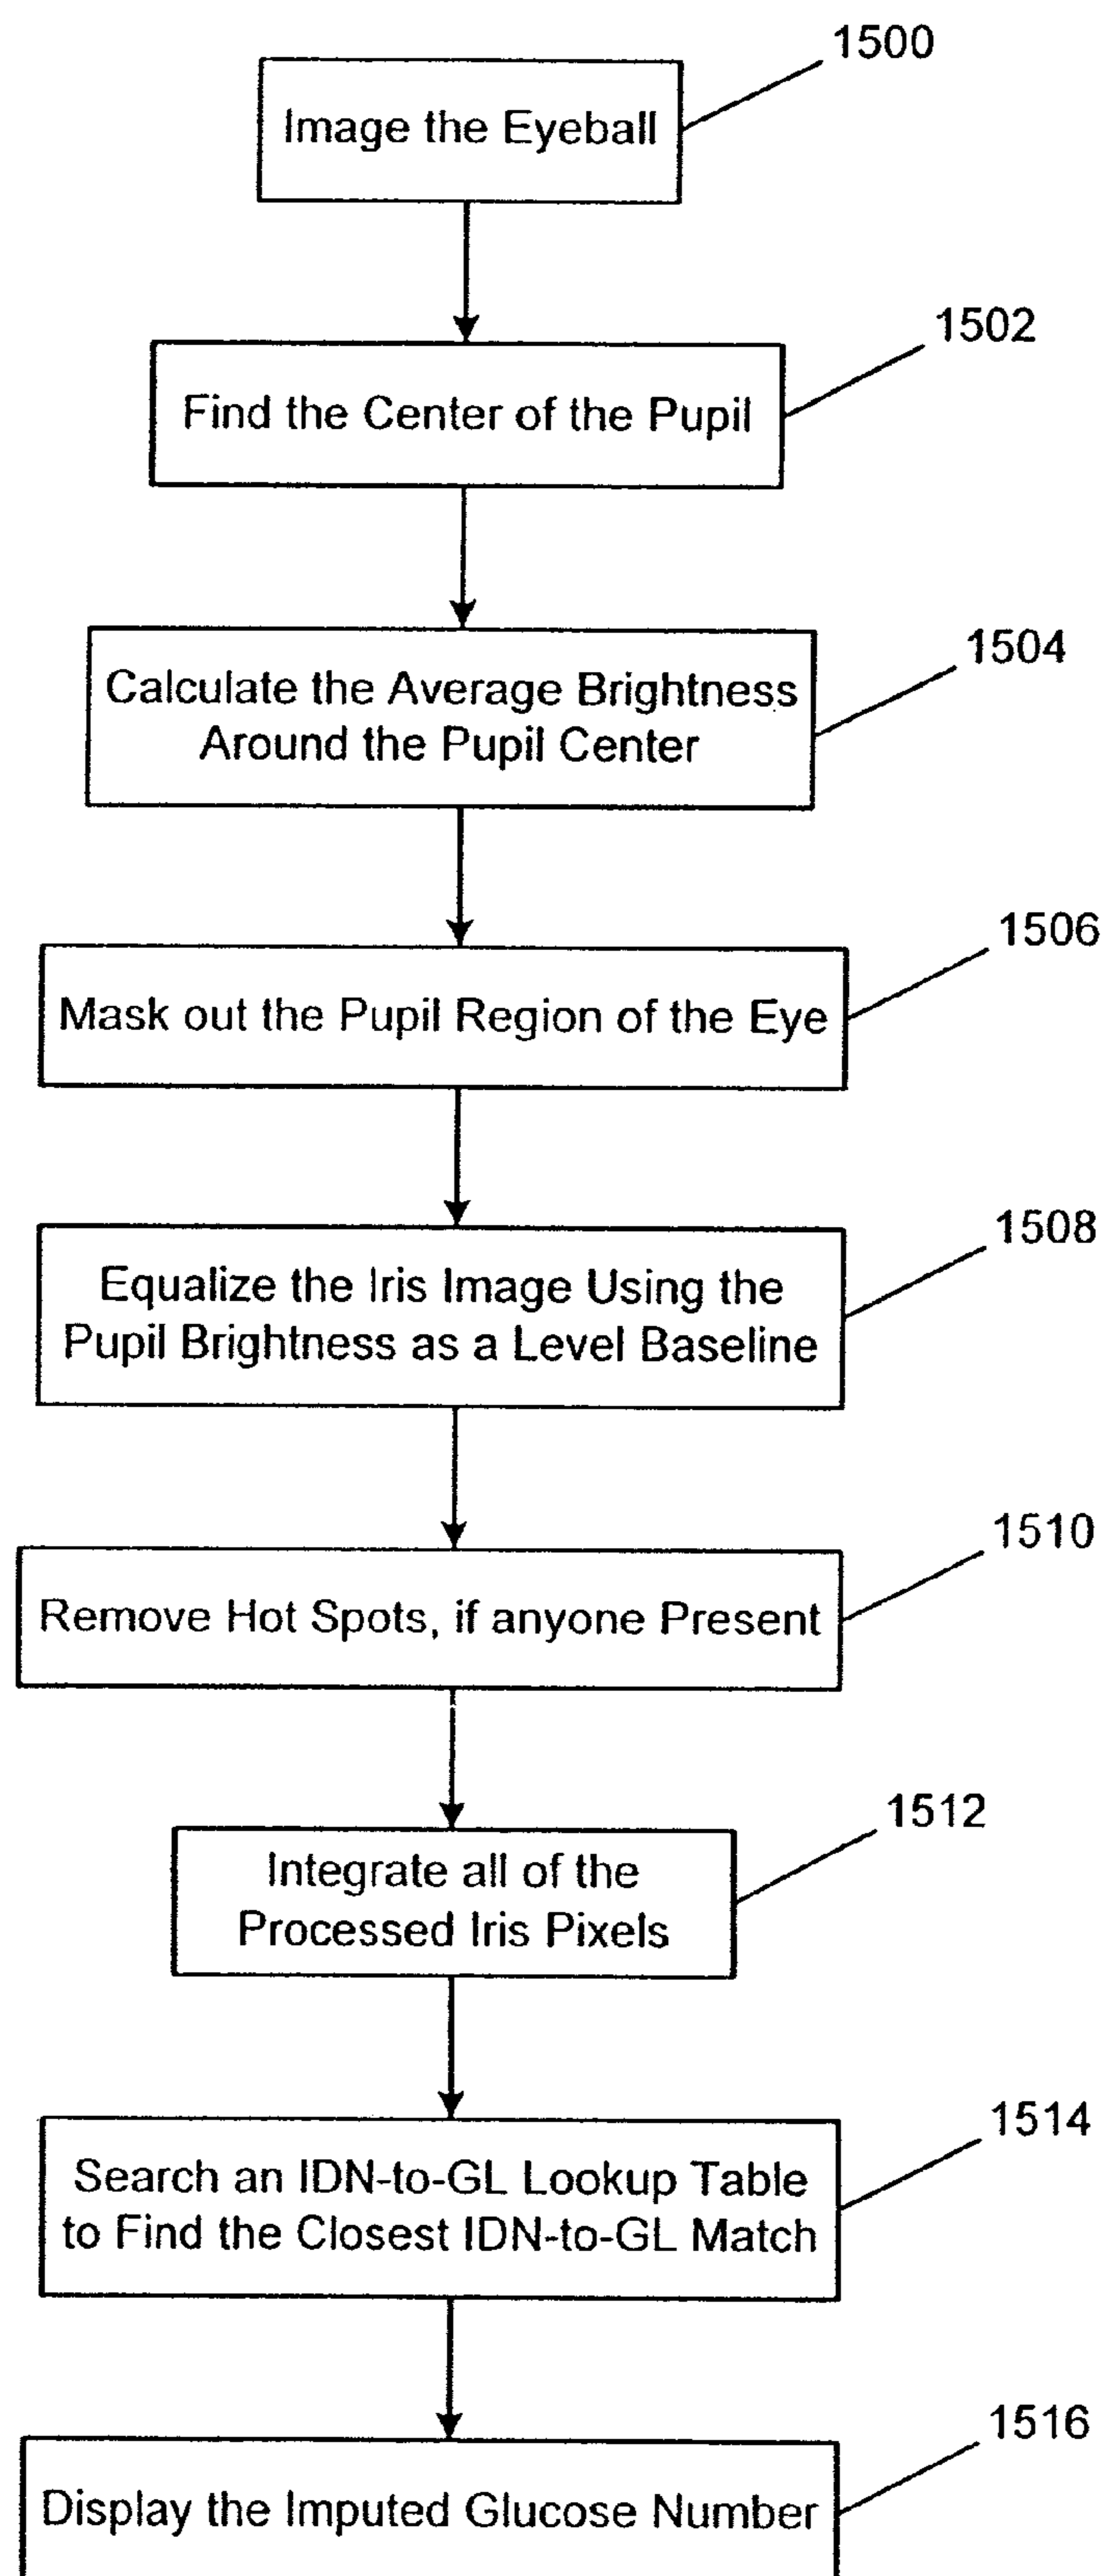 1500
Image the Eyeball
1502
Find the Center of the Pupil
1504
Calculate the Average Brightness
Around the Pupil Center
1506
Mask out the Pupil Region of the Eye
1508
Equalize the Iris Image Using the
Pupil Brightness as a Level Baseline
1510
Remove Hot Spots, if anyone Present
1512
Integrate all of the
Processed Iris Pixels
1514
Search an IDN-to-GL Lookup Table
to Find the Closest IDN-to-GL Match
1516
Display the Imputed Glucose Number